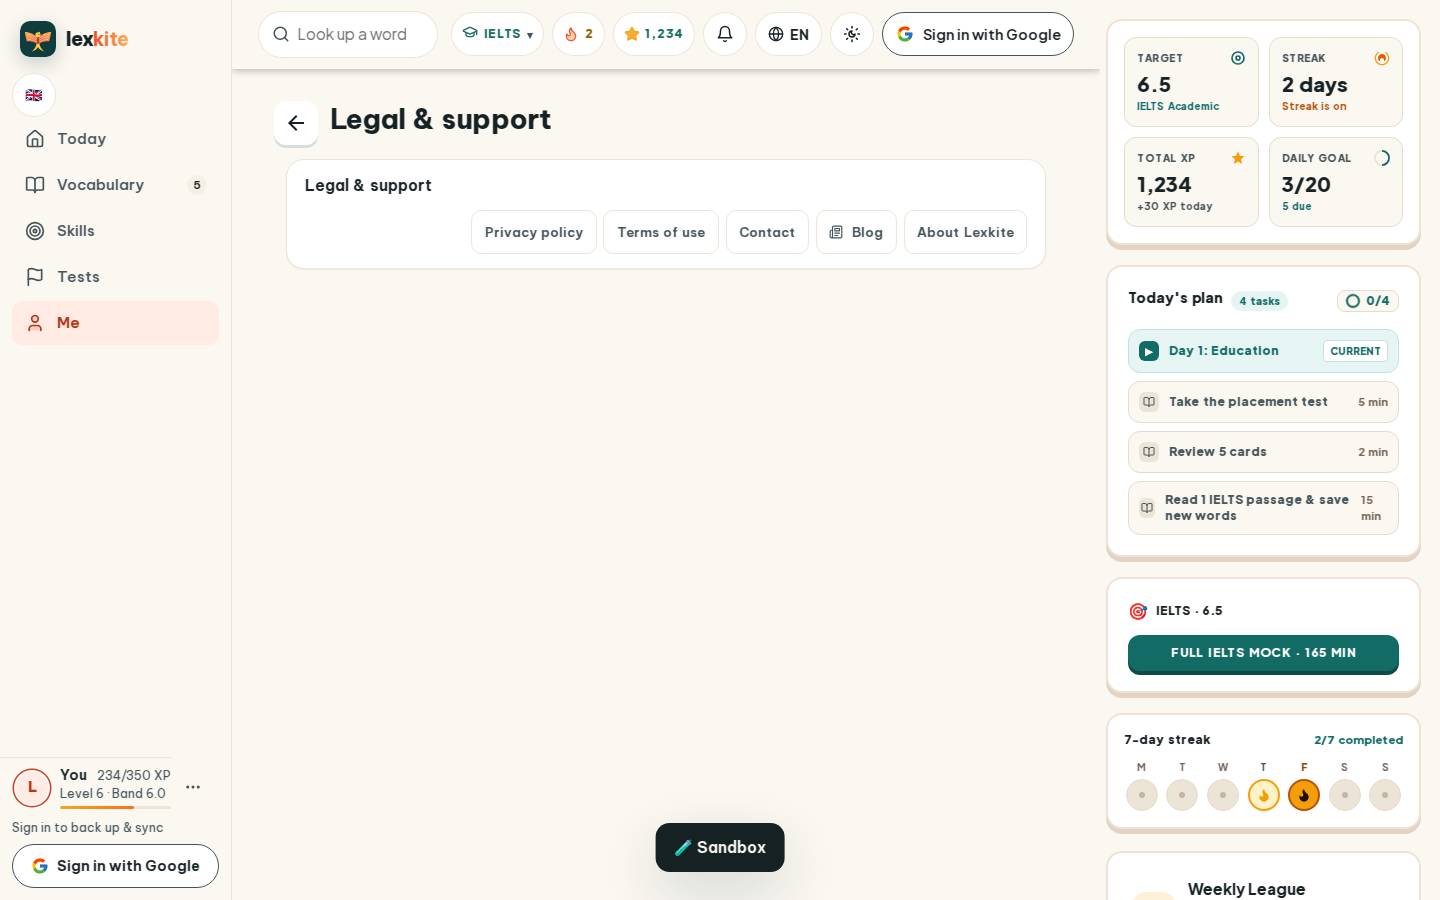 lexkite
Today
Vocabulary 5
Skills
Tests
Me
You 234/350 XP
Level 6 · Band 6.0
Sign in to back up & sync
Sign in with Google
Look up a word
IELTS ▾
2
1,234
EN
Sign in with Google
Legal & support
Legal & support
Privacy policy
Terms of use
Contact
Blog
About Lexkite
Sandbox
TARGET
6.5
IELTS Academic
STREAK
2 days
Streak is on
TOTAL XP
1,234
+30 XP today
DAILY GOAL
3/20
5 due
Today's plan 4 tasks 0/4
Day 1: Education CURRENT
Take the placement test 5 min
Review 5 cards 2 min
Read 1 IELTS passage & save new words 15 min
IELTS · 6.5
FULL IELTS MOCK · 165 MIN
7-day streak 2/7 completed
M T W T F S S
Weekly League
L